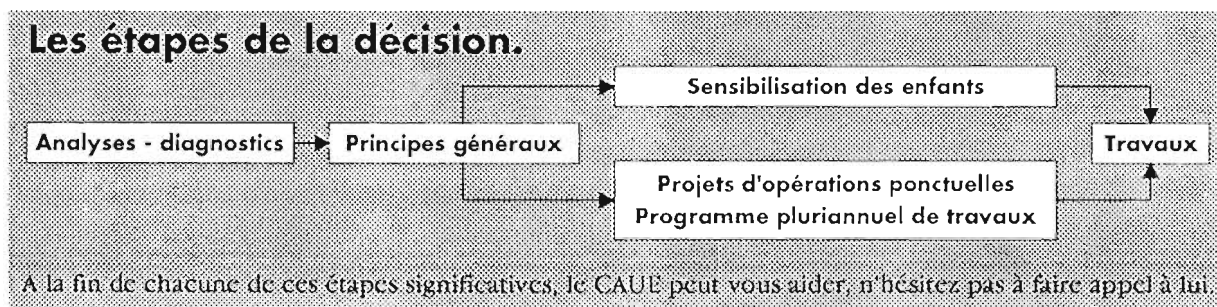 Les étapes de la décision.
Sensibilisation des enfants
Analyses - diagnostics
Principes généraux
Travaux
Projets d'opérations ponctuelles
Programme pluriannuel de travaux
A la fin de chacune de ces étapes significatives, le CAUE peut vous aider, n'hésitez pas à faire appel à lui.